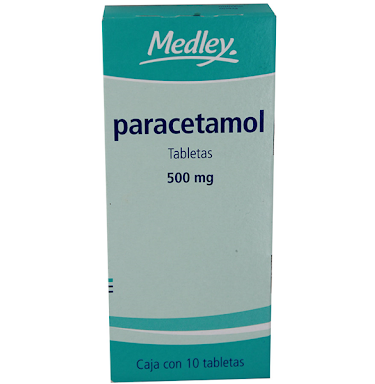 Medley.
paracetamol
Tabletas
500 mg
Caja con 10 tabletas